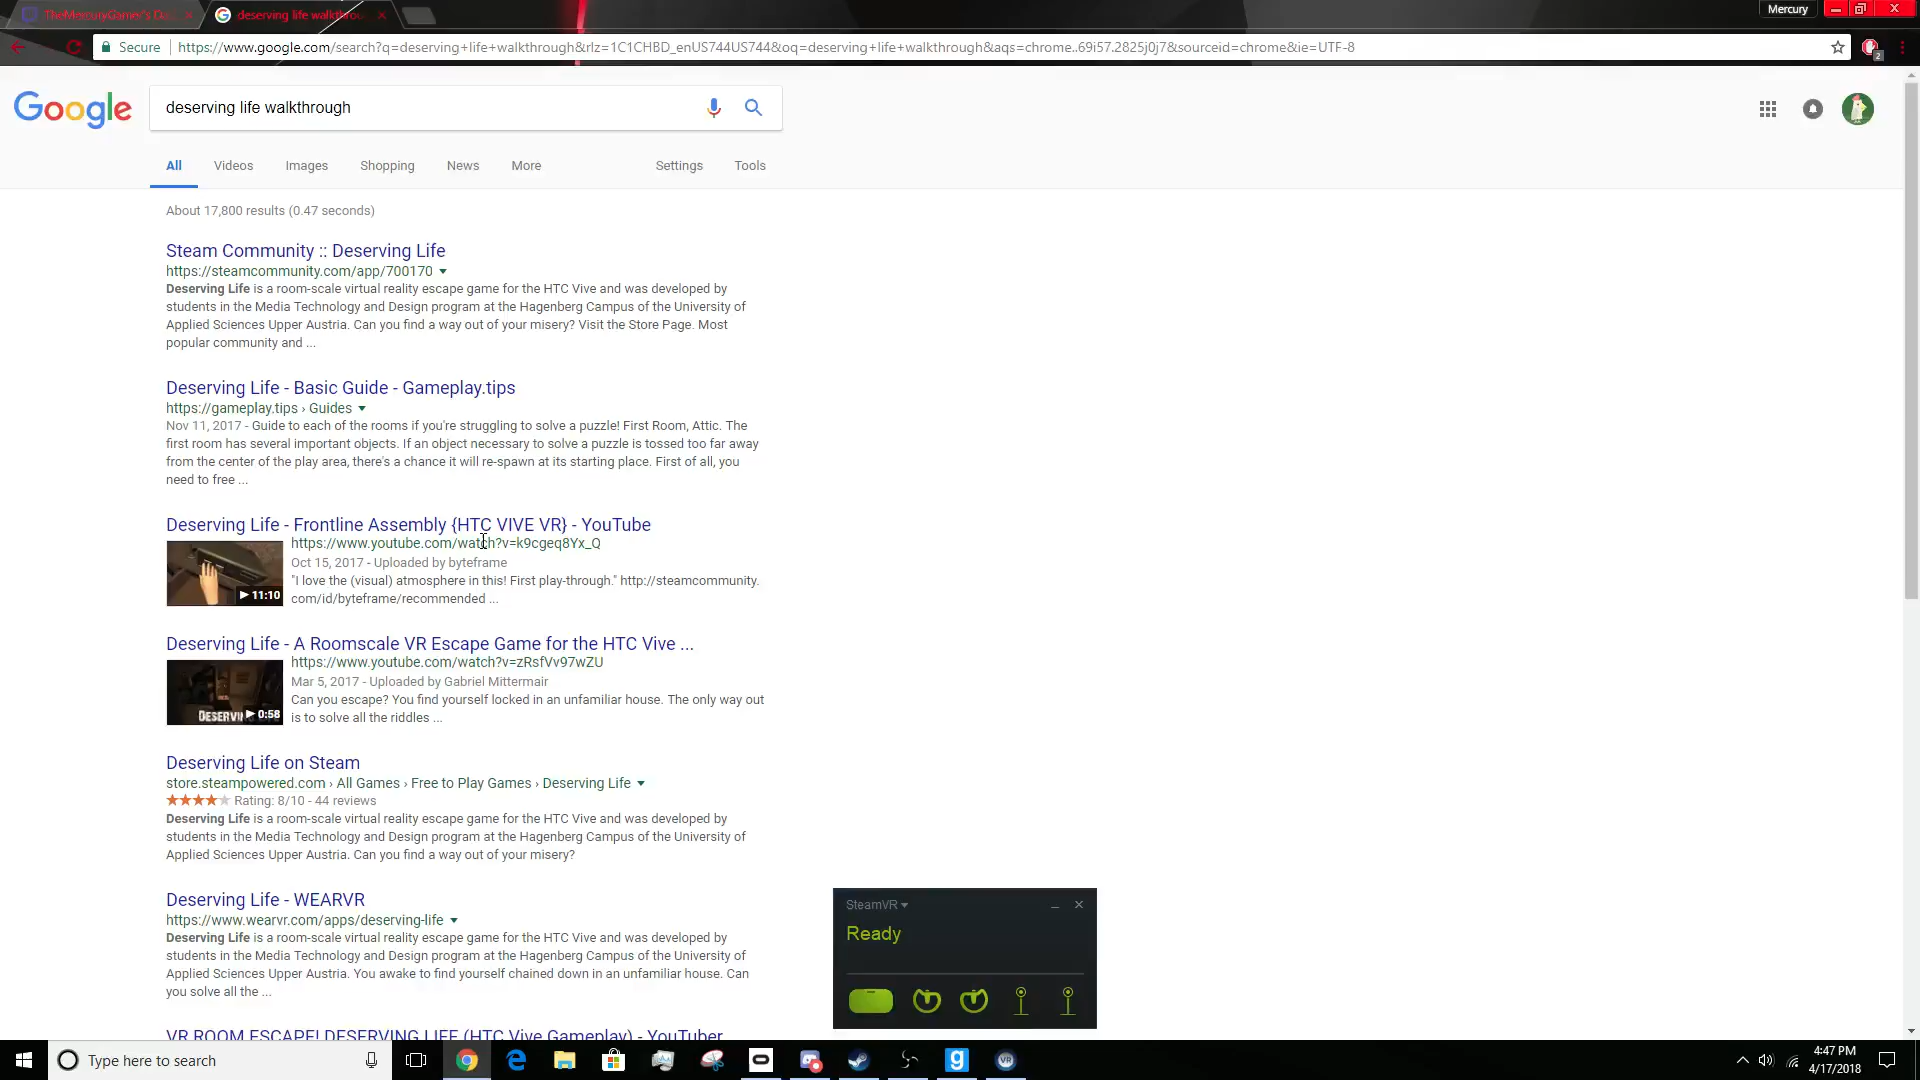 TheMercuryGamer's Da
deserving life walkthrou
Mercury
Secure
https://www.google.com/search?q=deserving+life+walkthrough&rlz=1C1CHBD_enUS744US744&oq=deserving+life+walkthrough&aqs=chrome..69i57.2825j0j7&sourceid=chrome&ie=UTF-8
2
Google
deserving life walkthrough
All Videos Images Shopping News More Settings Tools
About 17,800 results (0.47 seconds)
Steam Community :: Deserving Life
https://steamcommunity.com/app/700170
Deserving Life is a room-scale virtual reality escape game for the HTC Vive and was developed by
students in the Media Technology and Design program at the Hagenberg Campus of the University of
Applied Sciences Upper Austria. Can you find a way out of your misery? Visit the Store Page. Most
popular community and ...
Deserving Life - Basic Guide - Gameplay.tips
https://gameplay.tips › Guides
Nov 11, 2017 - Guide to each of the rooms if you're struggling to solve a puzzle! First Room, Attic. The
first room has several important objects. If an object necessary to solve a puzzle is tossed too far away
from the center of the play area, there's a chance it will re-spawn at its starting place. First of all, you
need to free ...
Deserving Life - Frontline Assembly {HTC VIVE VR} - YouTube
https://www.youtube.com/watch?v=k9cgeq8Yx_Q
Oct 15, 2017 - Uploaded by byteframe
"I love the (visual) atmosphere in this! First play-through." http://steamcommunity.
com/id/byteframe/recommended ...
11:10
Deserving Life - A Roomscale VR Escape Game for the HTC Vive ...
https://www.youtube.com/watch?v=zRsfVv97wZU
Mar 5, 2017 - Uploaded by Gabriel Mittermair
Can you escape? You find yourself locked in an unfamiliar house. The only way out
is to solve all the riddles ...
DESERVIN 0:58
Deserving Life on Steam
store.steampowered.com › All Games › Free to Play Games › Deserving Life
Rating: 8/10 - 44 reviews
Deserving Life is a room-scale virtual reality escape game for the HTC Vive and was developed by
students in the Media Technology and Design program at the Hagenberg Campus of the University of
Applied Sciences Upper Austria. Can you find a way out of your misery?
Deserving Life - WEARVR
https://www.wearvr.com/apps/deserving-life
Deserving Life is a room-scale virtual reality escape game for the HTC Vive and was developed by
students in the Media Technology and Design program at the Hagenberg Campus of the University of
Applied Sciences Upper Austria. You awake to find yourself chained down in an unfamiliar house. Can
you solve all the ...
VR ROOM ESCAPE! DESERVING LIFE (HTC Vive Gameplay) - YouTuber
SteamVR
Ready
Type here to search
VR
4:47 PM
4/17/2018